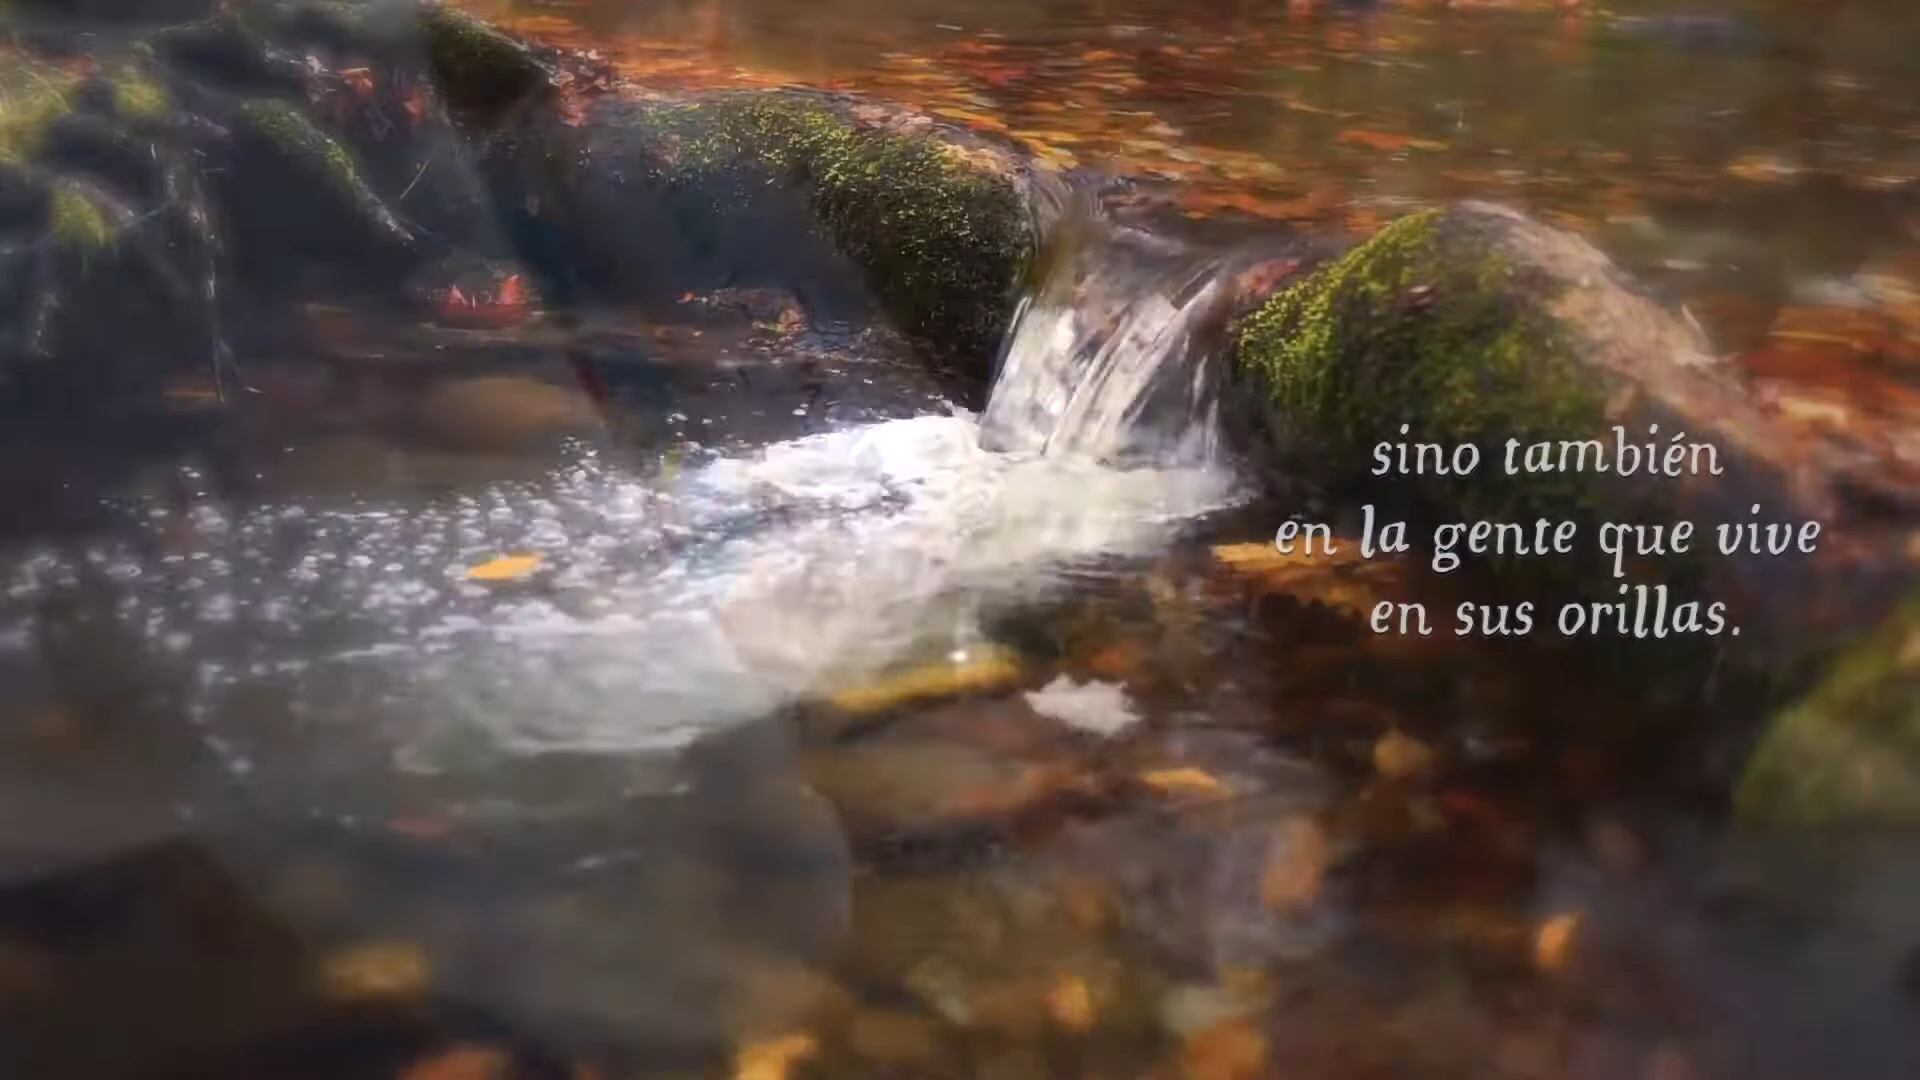 sino también
en la gente que vive
en sus orillas.